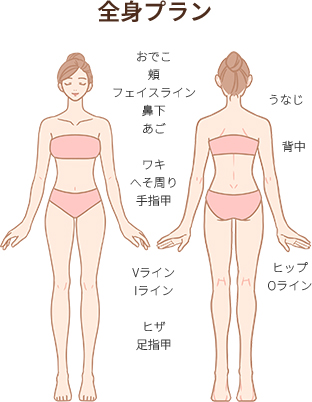 全身プラン
おでこ
頬
フェイスライン
鼻下
あご
ワキ
へそ周り
手指甲
Vライン
Iライン
ヒザ
足指甲
うなじ
背中
ヒップ
Oライン